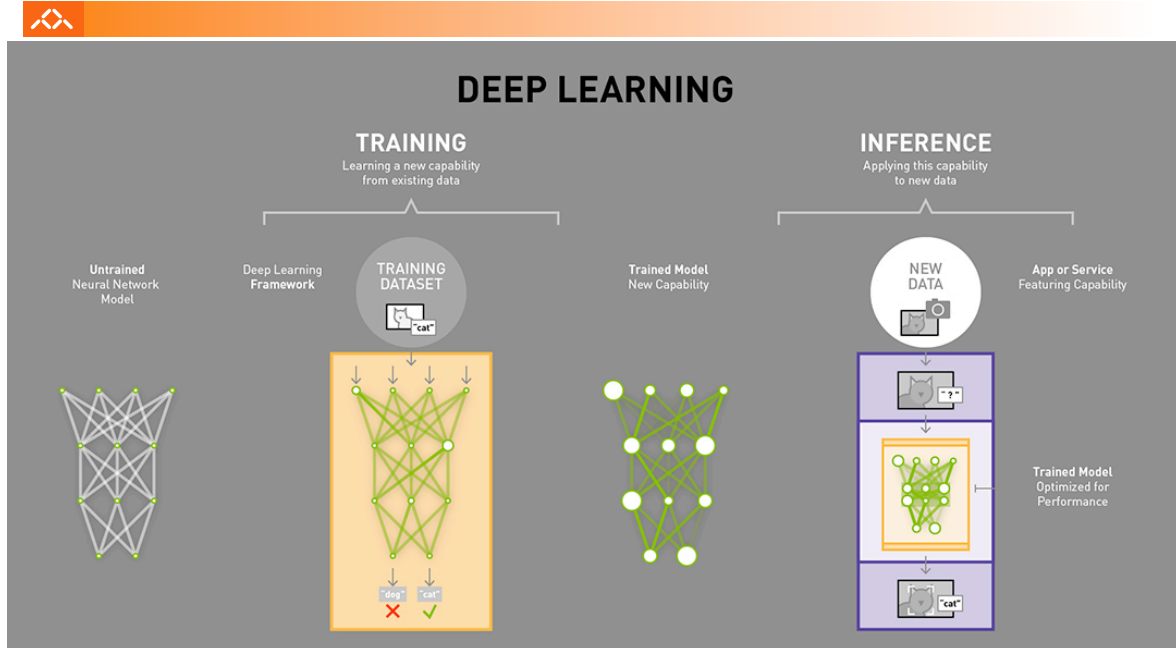 DEEP LEARNING
TRAINING
Learning a new capability
from existing data
INFERENCE
Applying this capability
to new data
Untrained
Neural Network
Model
Deep Learning
Framework
TRAINING
DATASET
"cat"
Trained Model
New Capability
NEW
DATA
App or Service
Featuring Capability
"?"
Trained Model
Optimized for
Performance
"dog"
"cat"
"cat"